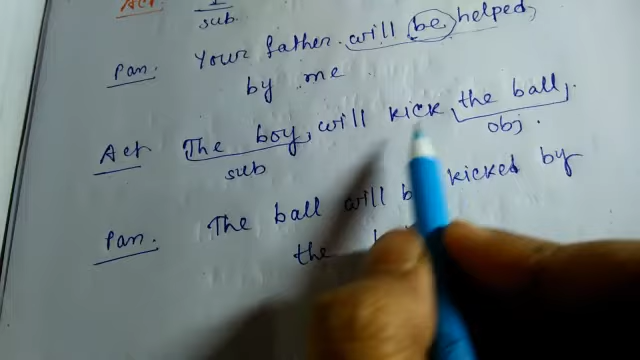 Act. I
sub.
Pan. Your father will be helped
by me
Act The boy will kick the ball.
sub obj.
Pan. The ball will be kicked by
the